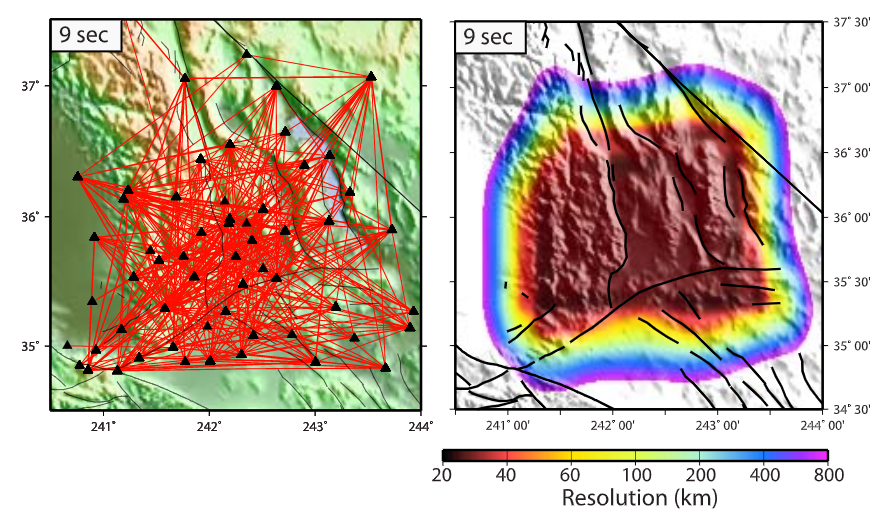 9 sec
9 sec
37° 30'
37°
37° 00'
36° 30'
36°
36° 00'
35° 30'
35°
35° 00'
34° 30'
241° 242° 243° 244°
241° 00' 242° 00' 243° 00' 244° 00'
20 40 60 100 200 400 800
Resolution (km)